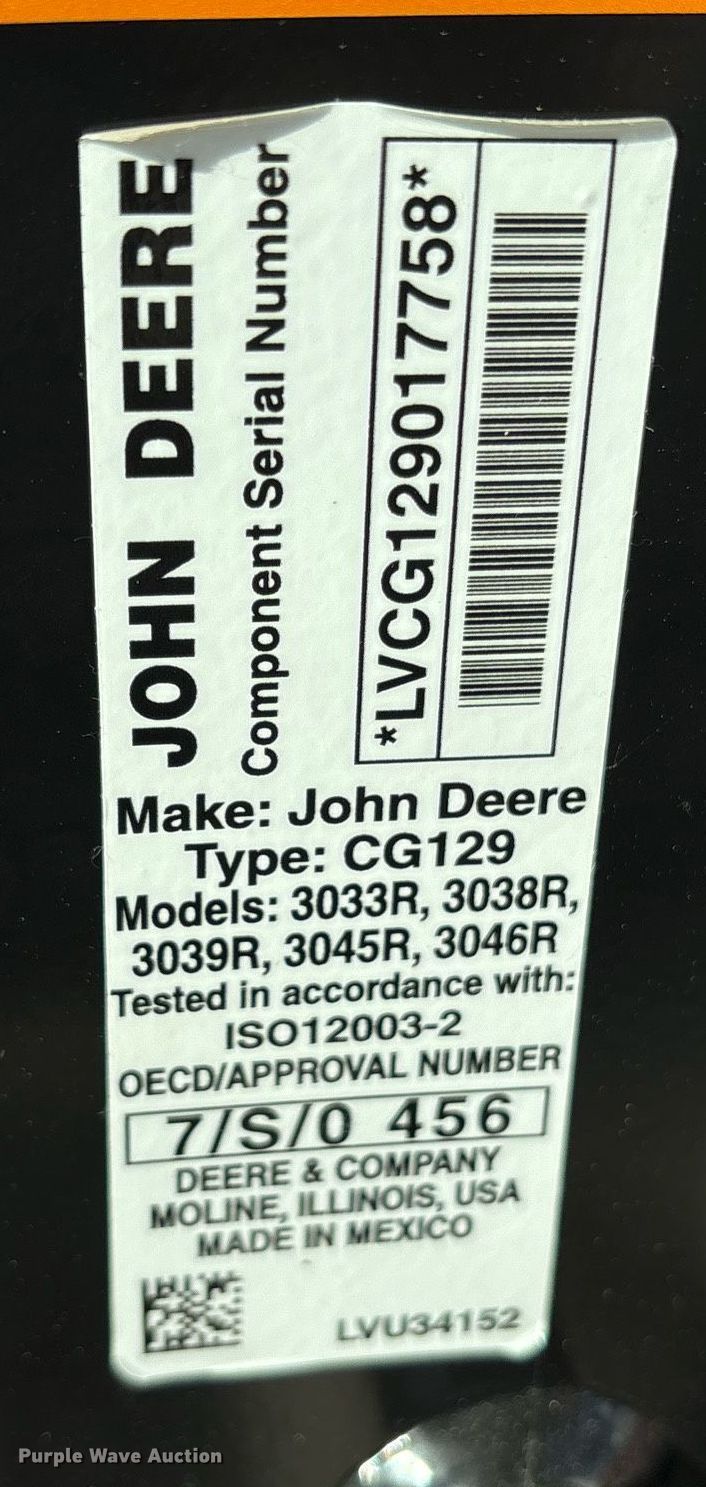 JOHN DEERE
Component Serial Number
*LVCG129017758*
Make: John Deere
Type: CG129
Models: 3033R, 3038R,
3039R, 3045R, 3046R
Tested in accordance with:
ISO12003-2
OECD/APPROVAL NUMBER
7/S/0 456
DEERE & COMPANY
MOLINE, ILLINOIS, USA
MADE IN MEXICO
LVU34152
Purple Wave Auction